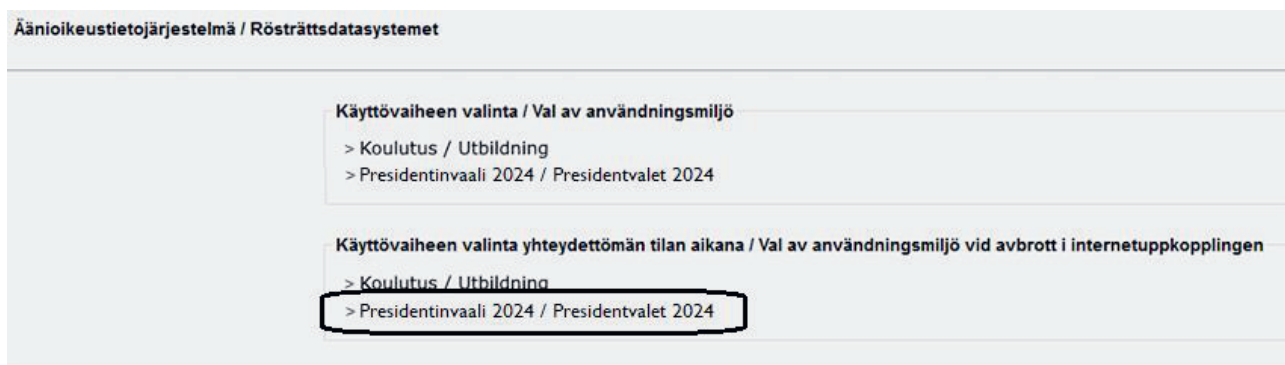 Äänioikeustietojärjestelmä / Rösträttsdatasystemet
Käyttövaiheen valinta / Val av användningsmiljö
> Koulutus / Utbildning
> Presidentinvaali 2024 / Presidentvalet 2024
Käyttövaiheen valinta yhteydettömän tilan aikana / Val av användningsmiljö vid avbrott i internetuppkopplingen
> Koulutus / Utbildning
> Presidentinvaali 2024 / Presidentvalet 2024